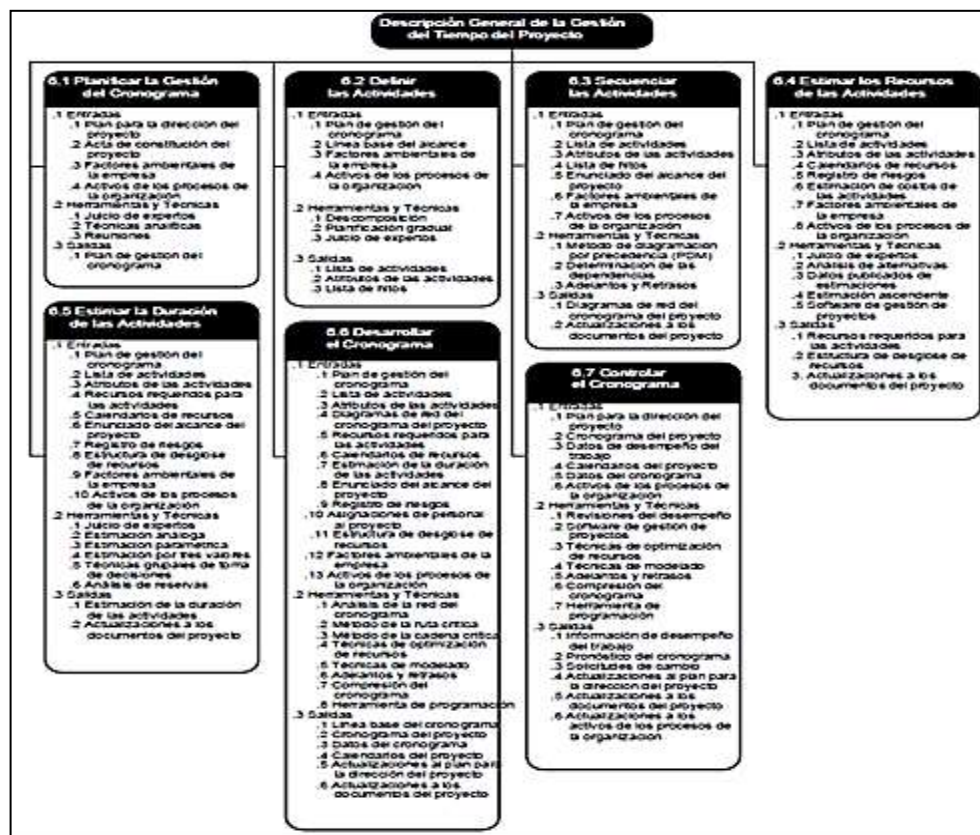 Descripción General de la Gestión
del Tiempo del Proyecto
6.1 Planificar la Gestión
del Cronograma
.1 Entradas
.1 Plan para la dirección del
proyecto
.2 Acta de constitución del
proyecto
.3 Factores ambientales de
la empresa
.4 Activos de los procesos de
la organización
.2 Herramientas y Técnicas
.1 Juicio de expertos
.2 Técnicas analíticas
.3 Reuniones
.3 Salidas
.1 Plan de gestión del
cronograma
6.2 Definir
las Actividades
.1 Entradas
.1 Plan de gestión del
cronograma
.2 Línea base del alcance
.3 Factores ambientales de la
empresa
.4 Activos de los procesos de
la organización
.2 Herramientas y Técnicas
.1 Descomposición
.2 Planificación gradual
.3 Juicio de expertos
.3 Salidas
.1 Lista de actividades
.2 Atributos de las actividades
.3 Lista de hitos
6.3 Secuenciar
las Actividades
.1 Entradas
.1 Plan de gestión del
cronograma
.2 Lista de actividades
.3 Atributos de las actividades
.4 Lista de hitos
.5 Enunciado del alcance del
proyecto
.6 Factores ambientales de
la empresa
.7 Activos de los procesos de
la organización
.2 Herramientas y Técnicas
.1 Método de diagramación
por precedencia (PDM)
.2 Determinación de las
dependencias
.3 Adelantos y Retrasos
.3 Salidas
.1 Diagramas de red del
cronograma del proyecto
.2 Actualizaciones a los
documentos del proyecto
6.4 Estimar los Recursos
de las Actividades
.1 Entradas
.1 Plan de gestión del
cronograma
.2 Lista de actividades
.3 Atributos de las actividades
.4 Calendarios de recursos
.5 Registro de riesgos
.6 Estimación de costos de
las actividades
.7 Factores ambientales de la
empresa
.8 Activos de los procesos de
la organización
.2 Herramientas y Técnicas
.1 Juicio de expertos
.2 Análisis de alternativas
.3 Datos publicados de
estimaciones
.4 Estimación ascendente
.5 Software de gestión de
proyectos
.3 Salidas
.1 Recursos requeridos para
las actividades
.2 Estructura de desglose de
recursos
3. Actualizaciones a los
documentos del proyecto
6.5 Estimar la Duración
de las Actividades
.1 Entradas
.1 Plan de gestión del
cronograma
.2 Lista de actividades
.3 Atributos de las actividades
.4 Recursos requeridos para
las actividades
.5 Calendarios de recursos
.6 Enunciado del alcance del
proyecto
.7 Registro de riesgos
.8 Estructura de desglose
de recursos
.9 Factores ambientales de
la empresa
.10 Activos de los procesos
de la organización
.2 Herramientas y Técnicas
.1 Juicio de expertos
.2 Estimación análoga
.3 Estimación paramétrica
.4 Estimación por tres valores
.5 Técnicas grupales de toma
de decisiones
.6 Análisis de reservas
.3 Salidas
.1 Estimación de la duración
de las actividades
.2 Actualizaciones a los
documentos del proyecto
6.6 Desarrollar
el Cronograma
.1 Entradas
.1 Plan de gestión del
cronograma
.2 Lista de actividades
.3 Atributos de las actividades
.4 Diagramas de red del
cronograma del proyecto
.5 Recursos requeridos para
las actividades
.6 Calendarios de recursos
.7 Estimación de la duración
de las actividades
.8 Enunciado del alcance del
proyecto
.9 Registro de riesgos
.10 Asignaciones de personal
al proyecto
.11 Estructura de desglose de
recursos
.12 Factores ambientales de la
empresa
.13 Activos de los procesos de
la organización
.2 Herramientas y Técnicas
.1 Análisis de la red del
cronograma
.2 Método de la ruta crítica
.3 Método de la cadena crítica
.4 Técnicas de optimización
de recursos
.5 Técnicas de modelado
.6 Adelantos y retrasos
.7 Compresión del
cronograma
.8 Herramienta de programación
.3 Salidas
.1 Línea base del cronograma
.2 Cronograma del proyecto
.3 Datos del cronograma
.4 Calendarios del proyecto
.5 Actualizaciones al plan para
la dirección del proyecto
.6 Actualizaciones a los
documentos del proyecto
6.7 Controlar
el Cronograma
.1 Entradas
.1 Plan para la dirección del
proyecto
.2 Cronograma del proyecto
.3 Datos de desempeño del
trabajo
.4 Calendarios del proyecto
.5 Datos del cronograma
.6 Activos de los procesos de
la organización
.2 Herramientas y Técnicas
.1 Revisiones del desempeño
.2 Software de gestión de
proyectos
.3 Técnicas de optimización
de recursos
.4 Técnicas de modelado
.5 Adelantos y retrasos
.6 Compresión del
cronograma
.7 Herramienta de
programación
.3 Salidas
.1 Información de desempeño
del trabajo
.2 Pronóstico del cronograma
.3 Solicitudes de cambio
.4 Actualizaciones al plan para
la dirección del proyecto
.5 Actualizaciones a los
documentos del proyecto
.6 Actualizaciones a los
activos de los procesos de
la organización